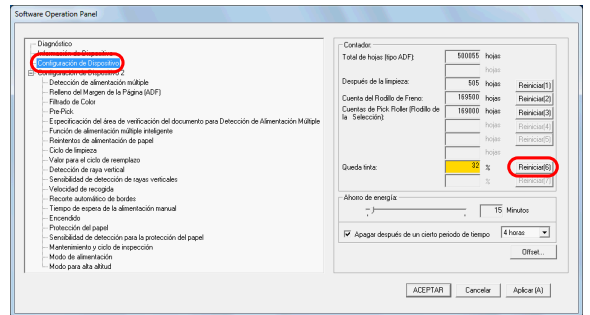 Software Operation Panel
Diagnóstico
Información de Dispositivo
Configuración de Dispositivo
Configuración de Dispositivo 2
Detección de alimentación múltiple
Relleno del Margen de la Página (ADF)
Filtrado de Color
Pre-Pick
Especificación del área de verificación del documento para Detección de Alimentación Múltiple
Función de alimentación múltiple inteligente
Reintentos de alimentación de papel
Ciclo de limpieza
Valor para el ciclo de reemplazo
Detección de raya vertical
Sensibilidad de detección de rayas verticales
Velocidad de recogida
Recorte automático de bordes
Tiempo de espera de la alimentación manual
Encendido
Protección del papel
Sensibilidad de detección para la protección del papel
Mantenimiento y ciclo de inspección
Modo de alimentación
Modo para alta altitud
Contador.
Total de hojas (tipo ADF): 500055 hojas
hojas
Después de la limpieza: 505 hojas Reiniciar(1)
Cuenta del Rodillo de Freno: 169500 hojas Reiniciar(2)
Cuentas de Pick Roller (Rodillo de la Selección): 169000 hojas Reiniciar(3)
hojas Reiniciar(4)
hojas Reiniciar(5)
hojas
Queda tinta: 32 % Reiniciar(6)
% Reiniciar(7)
Ahorro de energía:
15 Minutos
Apagar después de un cierto periodo de tiempo 4 horas
Offset...
ACEPTAR Cancelar Aplicar (A)